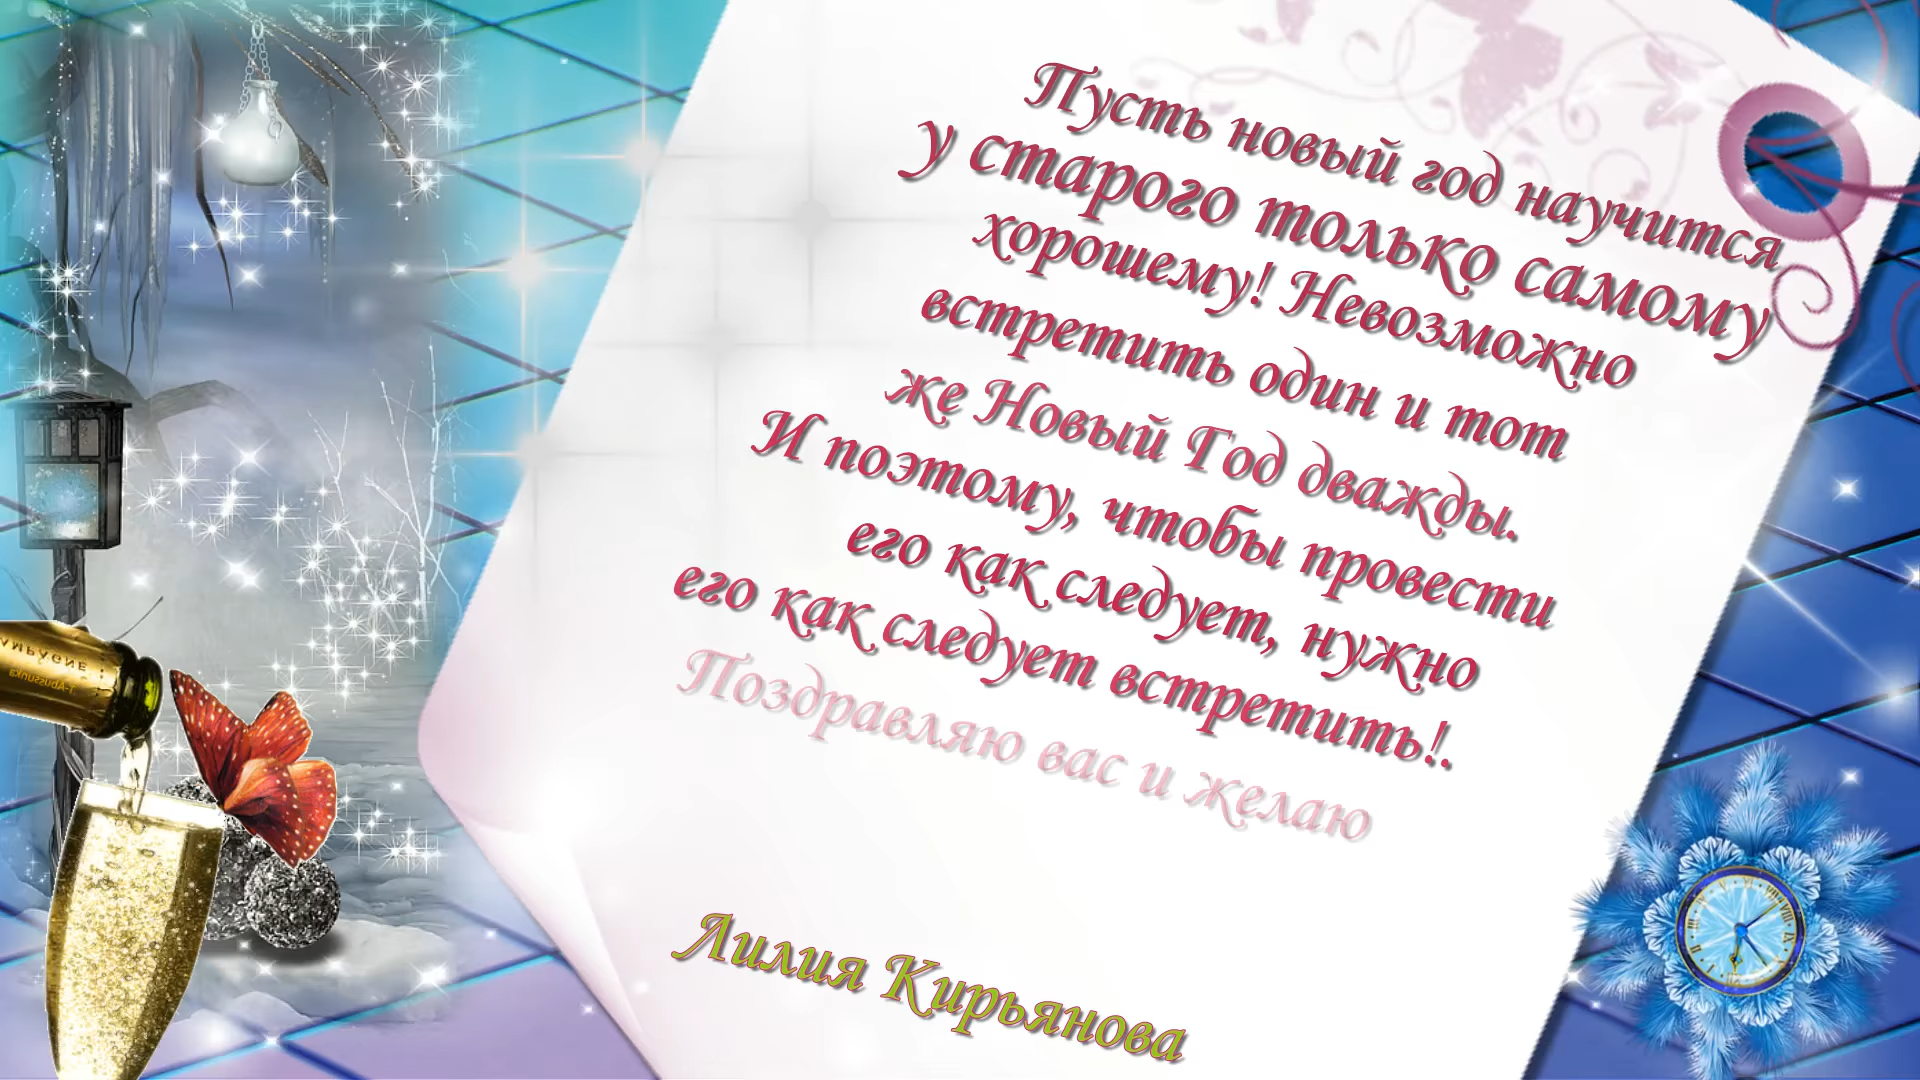 Пусть новый год научится
у старого только самому
хорошему! Невозможно
встретить один и тот
же Новый Год дважды.
И поэтому, чтобы провести
его как следует, нужно
его как следует встретить!.
Поздравляю вас и желаю
Лилия Кирьянова